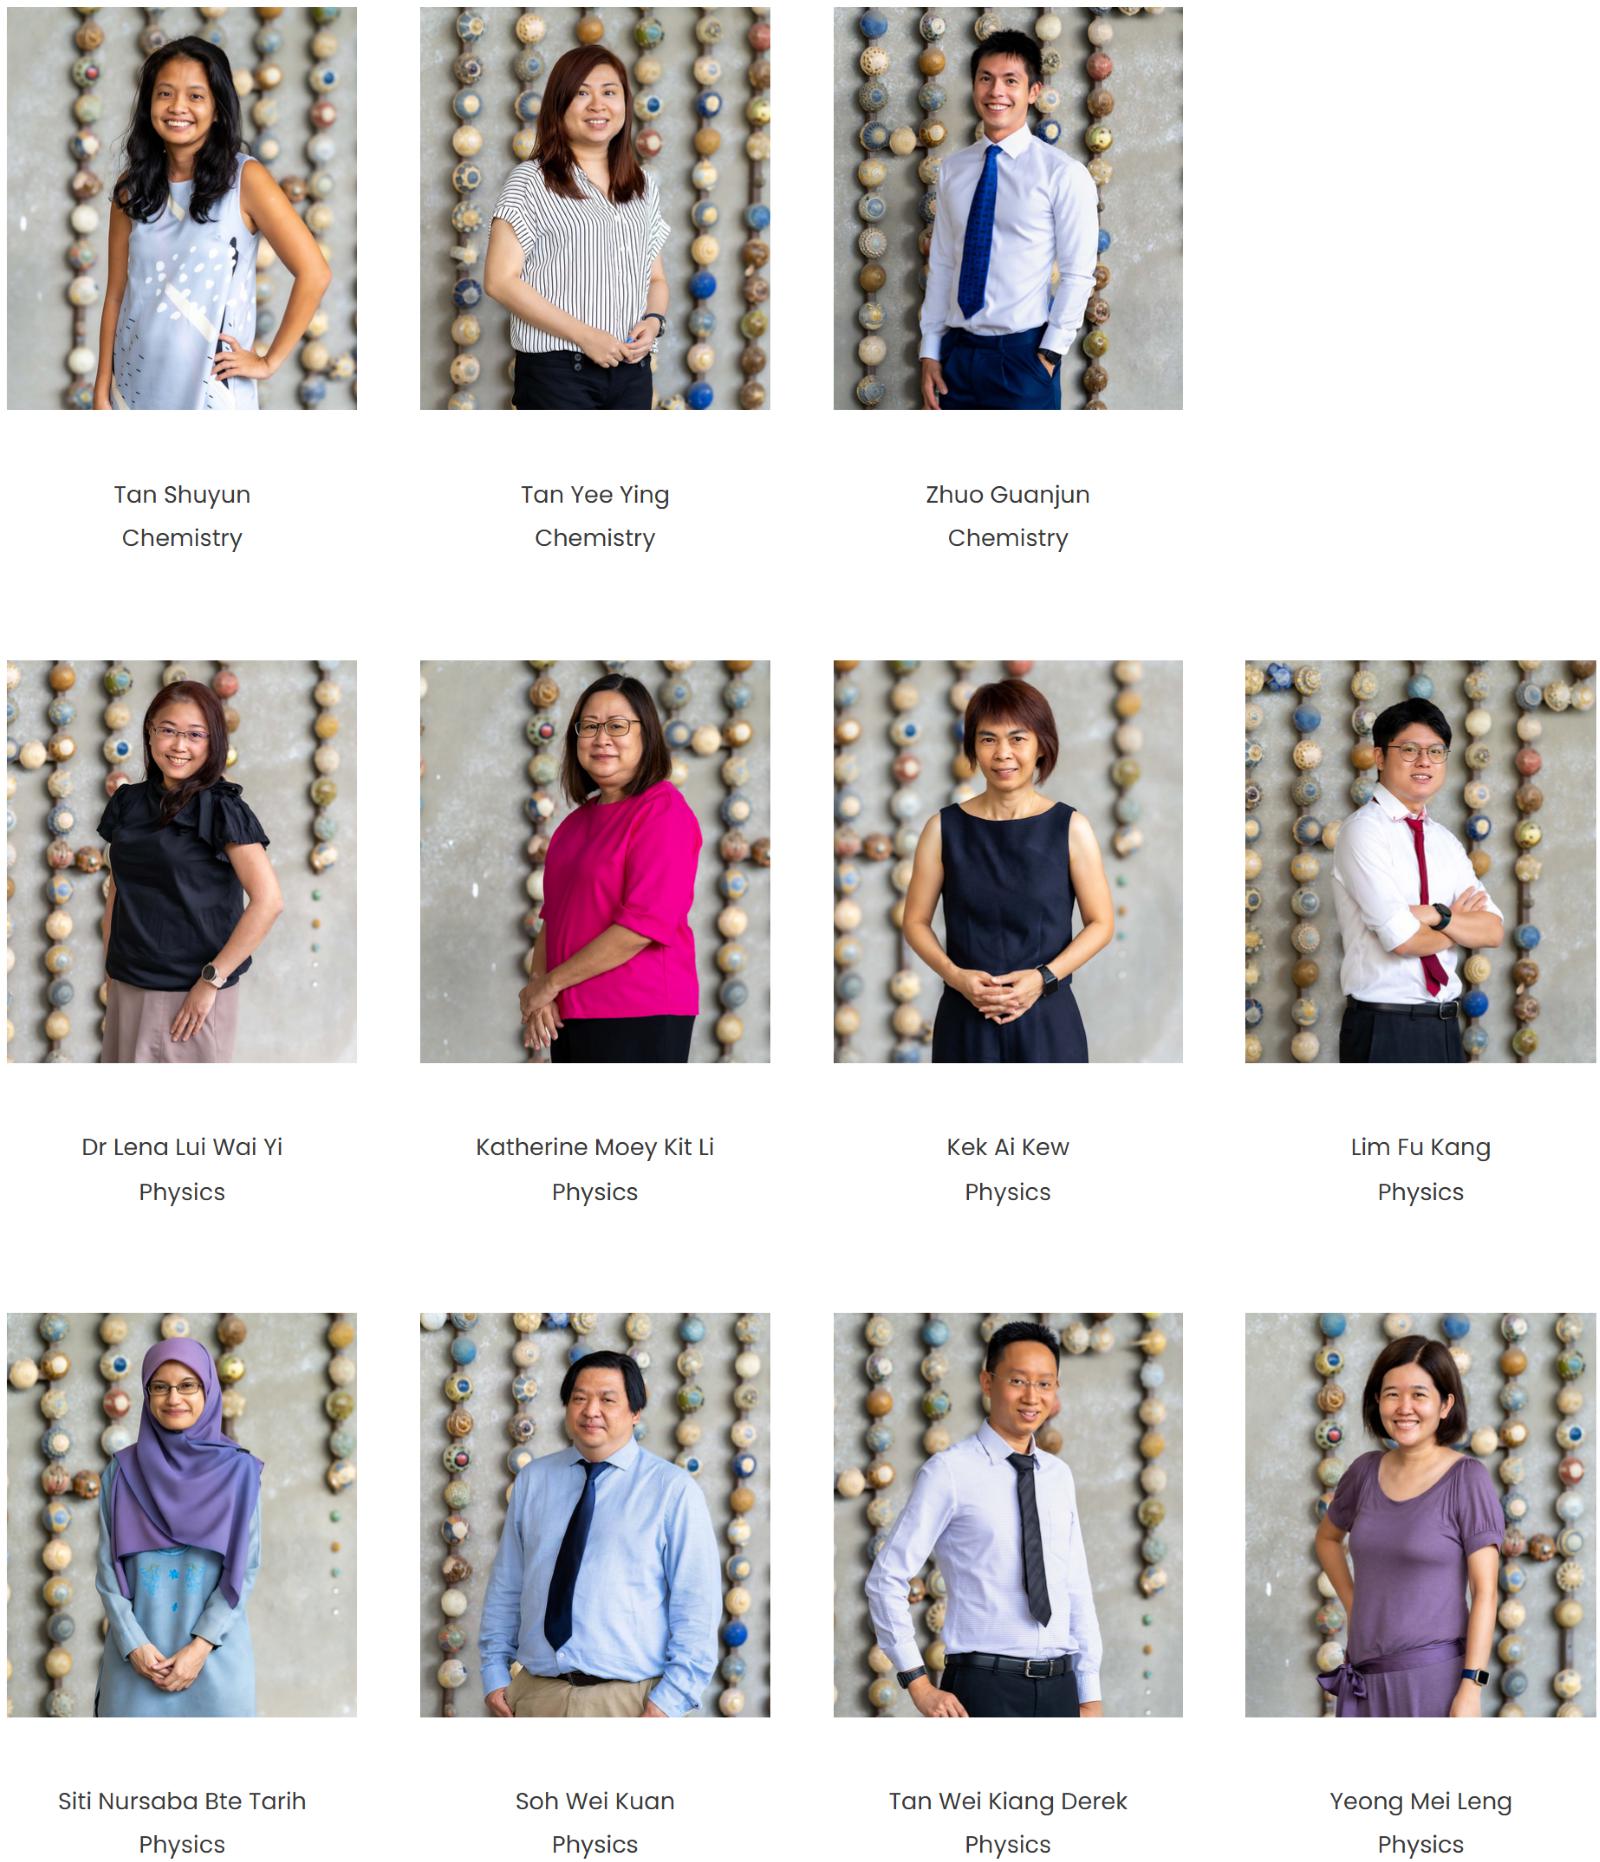 Tan Shuyun
Chemistry
Tan Yee Ying
Chemistry
Zhuo Guanjun
Chemistry
Dr Lena Lui Wai Yi
Physics
Katherine Moey Kit Li
Physics
Kek Ai Kew
Physics
Lim Fu Kang
Physics
Siti Nursaba Bte Tarih
Physics
Soh Wei Kuan
Physics
Tan Wei Kiang Derek
Physics
Yeong Mei Leng
Physics